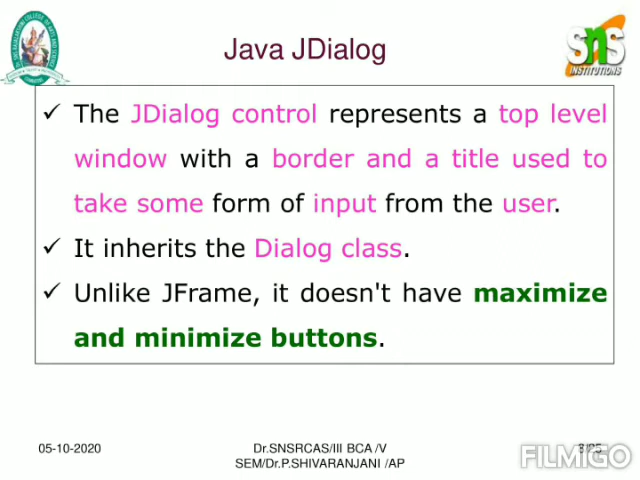 Java JDialog
SNS
INSTITUTIONS
✓ The JDialog control represents a top level
window with a border and a title used to
take some form of input from the user.
✓ It inherits the Dialog class.
✓ Unlike JFrame, it doesn't have maximize
and minimize buttons.
05-10-2020
Dr.SNSRCAS/III BCA /V
SEM/Dr.P.SHIVARANJANI /AP
FILMIGO